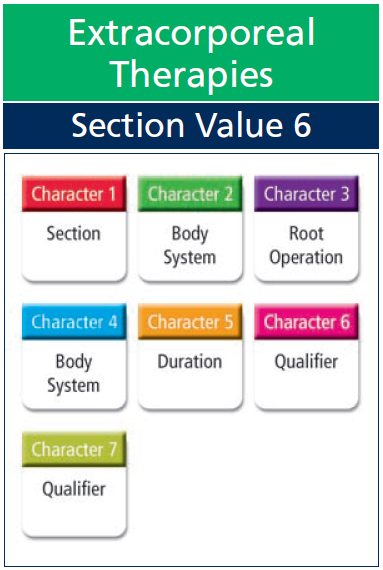 Extracorporeal
Therapies
Section Value 6
Character 1
Section
Character 2
Body
System
Character 3
Root
Operation
Character 4
Body
System
Character 5
Duration
Character 6
Qualifier
Character 7
Qualifier